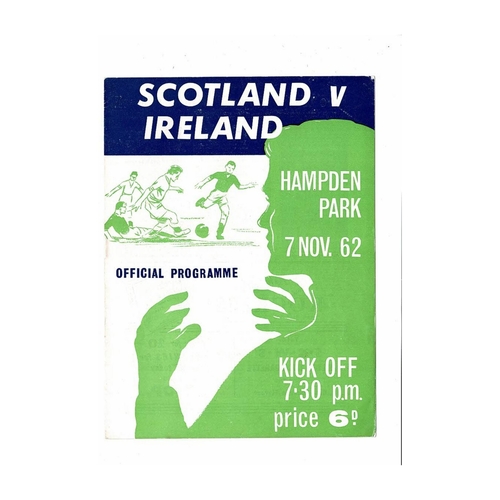 SCOTLAND V
IRELAND
HAMPDEN
PARK
7 NOV. 62
OFFICIAL PROGRAMME
KICK OFF
7·30 p.m.
price 6D.